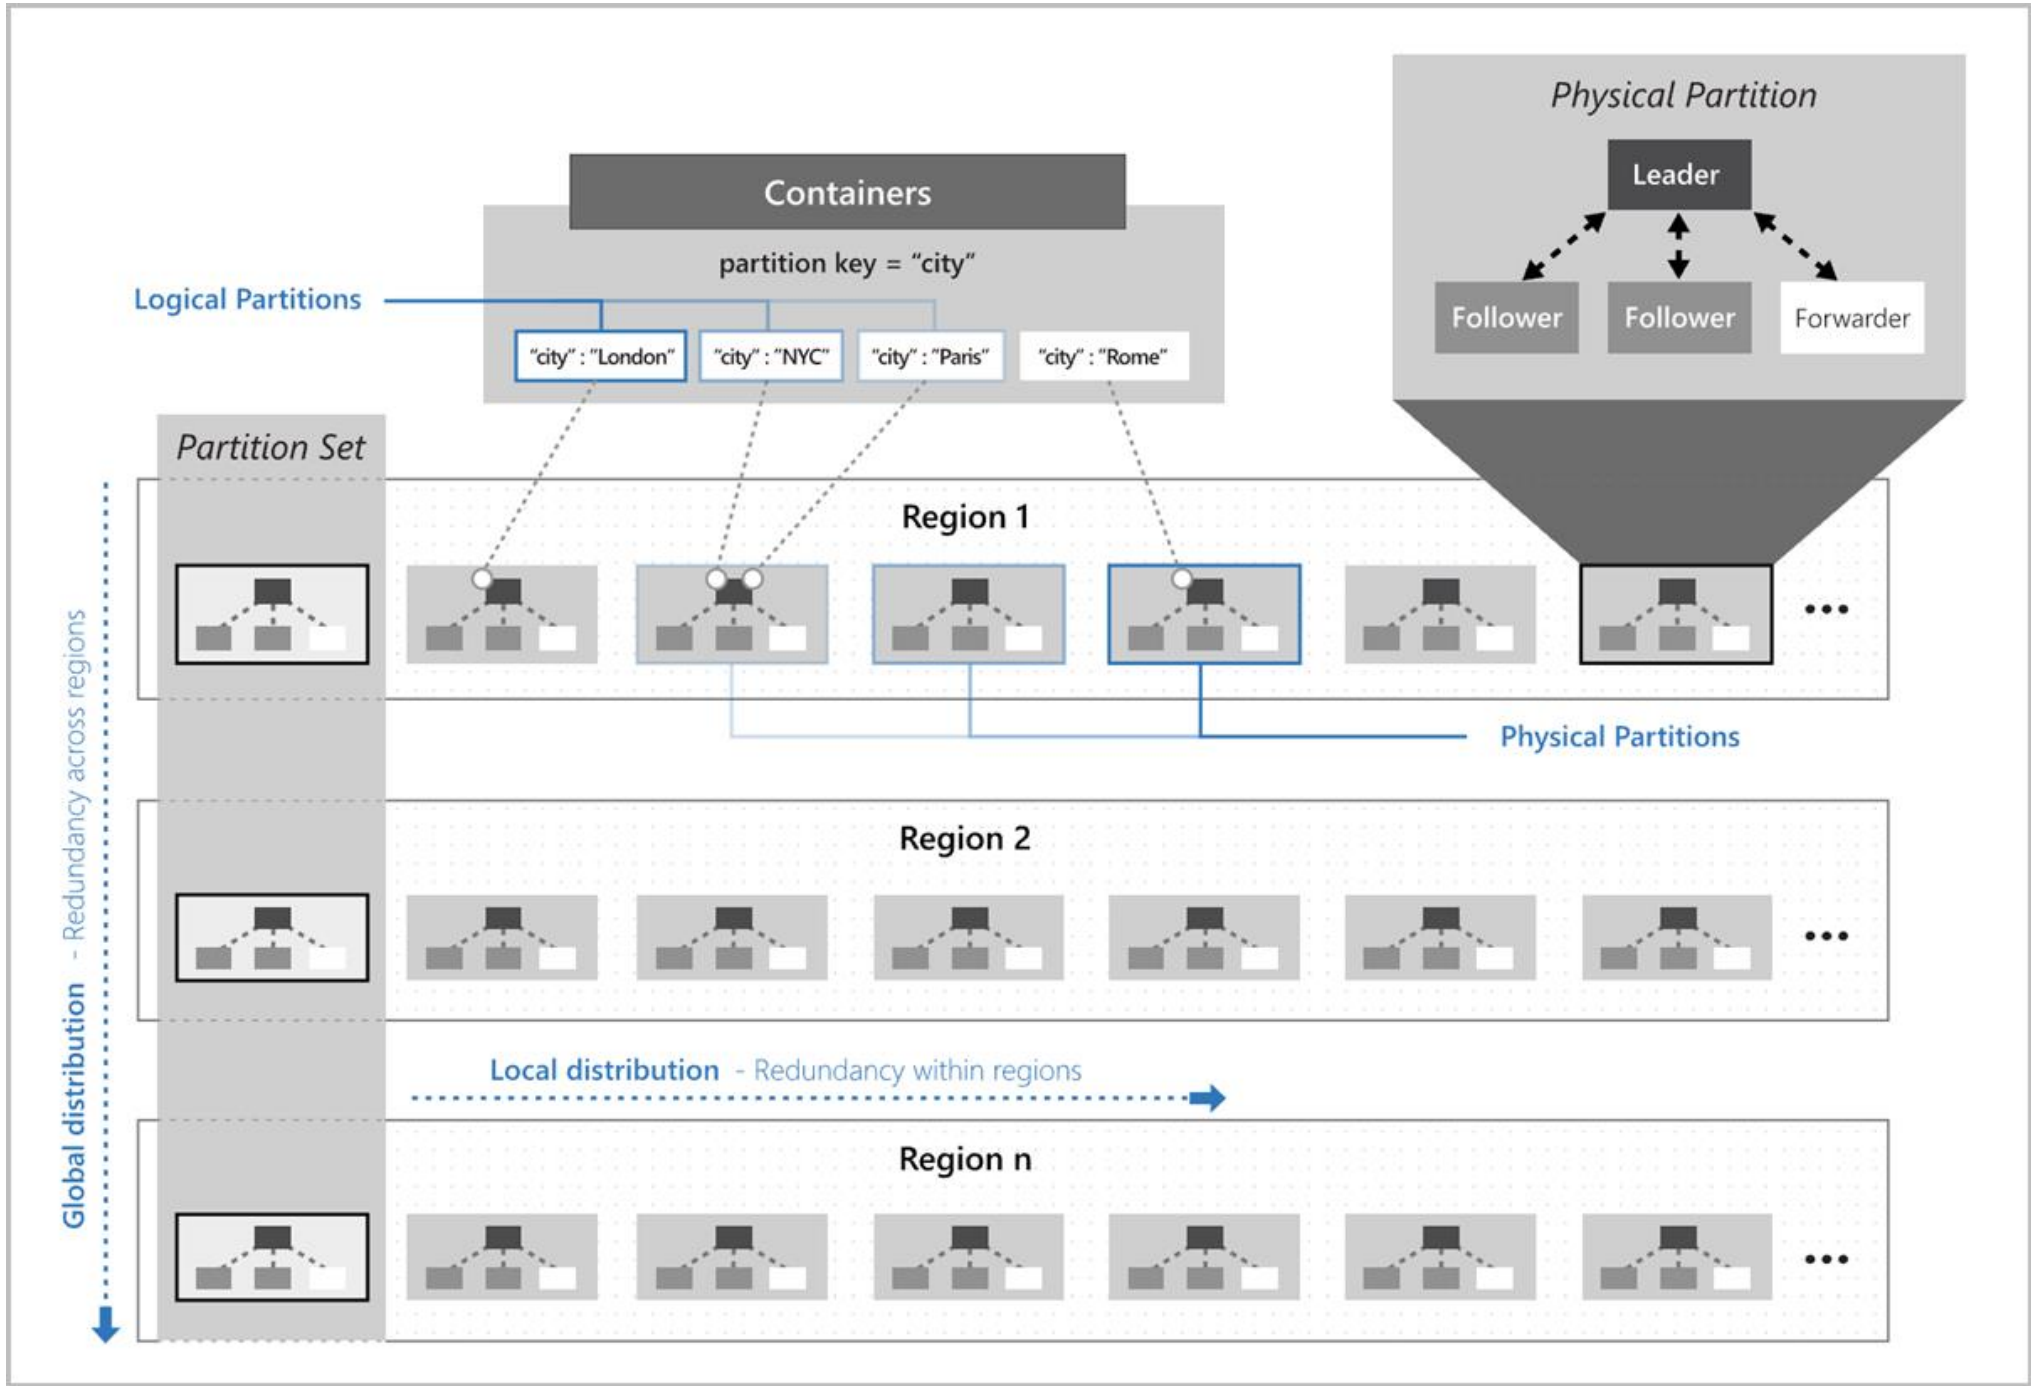 Physical Partition
Leader
Follower
Follower
Forwarder
Containers
partition key = “city”
Logical Partitions
“city” : “London”
“city” : “NYC”
“city” : “Paris”
“city” : “Rome”
Partition Set
Region 1
•••
Physical Partitions
Region 2
•••
Local distribution - Redundancy within regions
Region n
•••
Global distribution - Redundancy across regions